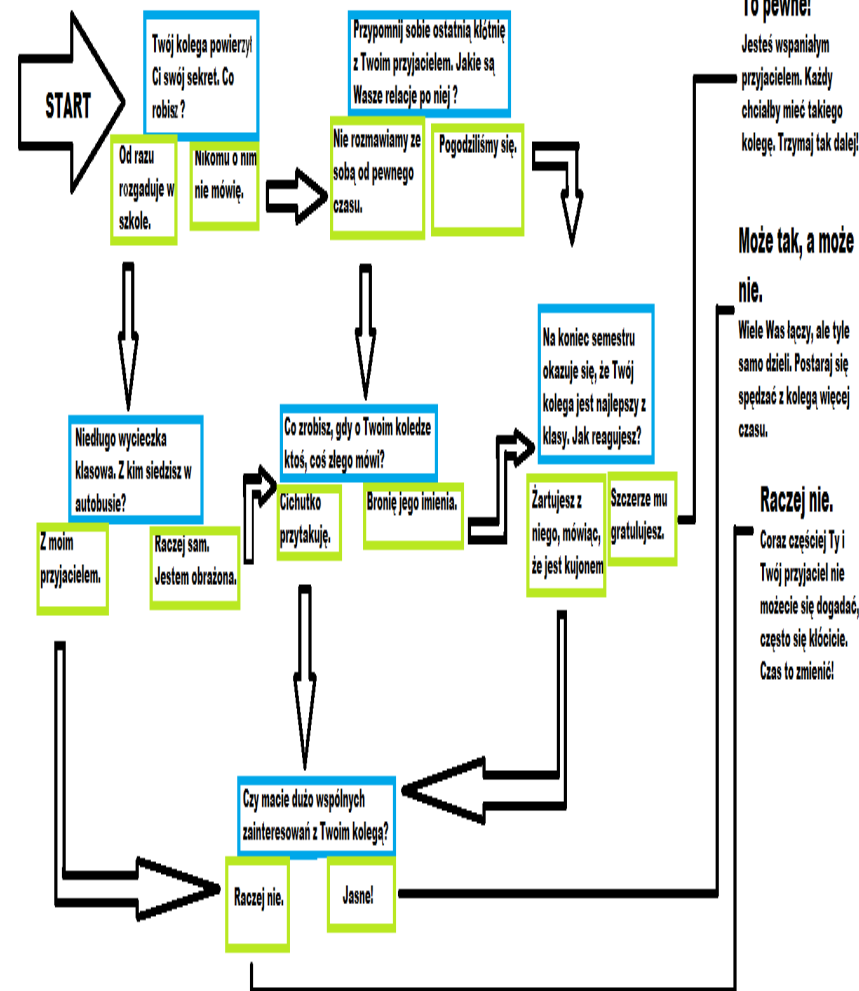 START
Twój kolega powierzył
Ci swój sekret. Co
robisz ?
Od razu
rozgaduje w
szkole.
Nikomu o nim
nie mówię.
Przypomnij sobie ostatnią kłótnię
z Twoim przyjacielem. Jakie są
Wasze relacje po niej ?
Nie rozmawiamy ze
sobą od pewnego
czasu.
Pogodziliśmy się.
To pewne!
Jesteś wspaniałym
przyjacielem. Każdy
chciałby mieć takiego
kolegę. Trzymaj tak dalej!
Może tak, a może
nie.
Wiele Was łączy, ale tyle
samo dzieli. Postaraj się
spędzać z kolegą więcej
czasu.
Na koniec semestru
okazuje się, że Twój
kolega jest najlepszy z
klasy. Jak reagujesz?
Żartujesz z
niego, mówiąc,
że jest kujonem
Szczerze mu
gratulujesz.
Niedługo wycieczka
klasowa. Z kim siedzisz w
autobusie?
Z moim
przyjacielem.
Raczej sam.
Jestem obrażona.
Co zrobisz, gdy o Twoim koledze
ktoś, coś złego mówi?
Cichutko
przytakuję.
Bronię jego imienia.
Raczej nie.
Coraz częściej Ty i
Twój przyjaciel nie
możecie się dogadać,
często się kłócicie.
Czas to zmienić!
Czy macie dużo wspólnych
zainteresowań z Twoim kolegą?
Raczej nie.
Jasne!